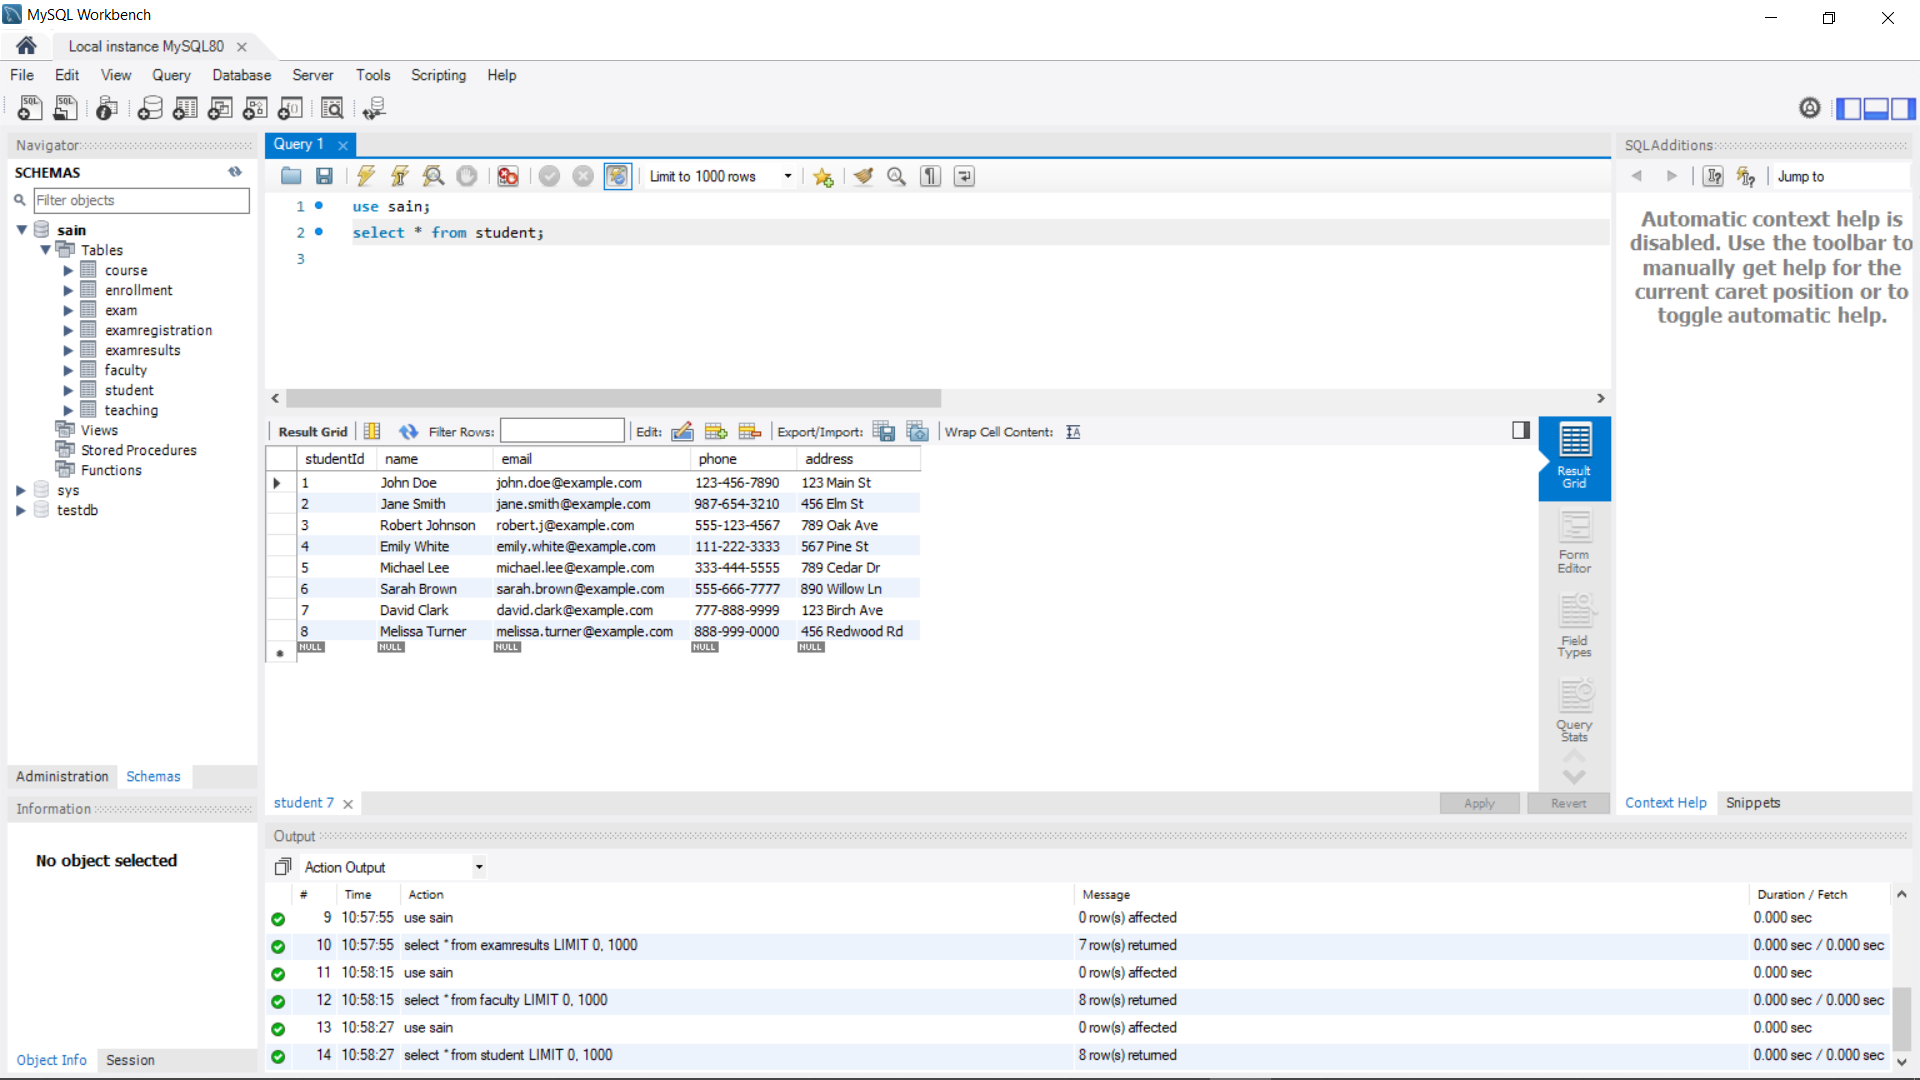 MySQL Workbench
Local instance MySQL80
File Edit View Query Database Server Tools Scripting Help
Navigator
SCHEMAS
Filter objects
sain
Tables
course
enrollment
exam
examregistration
examresults
faculty
student
teaching
Views
Stored Procedures
Functions
sys
testdb
Administration Schemas
Information
No object selected
Object Info Session
Query 1
Limit to 1000 rows
1 use sain;
2 select * from student;
3
Result Grid Filter Rows: Edit: Export/Import: Wrap Cell Content:
studentId name email phone address
1 John Doe john.doe@example.com 123-456-7890 123 Main St
2 Jane Smith jane.smith@example.com 987-654-3210 456 Elm St
3 Robert Johnson robert.j@example.com 555-123-4567 789 Oak Ave
4 Emily White emily.white@example.com 111-222-3333 567 Pine St
5 Michael Lee michael.lee@example.com 333-444-5555 789 Cedar Dr
6 Sarah Brown sarah.brown@example.com 555-666-7777 890 Willow Ln
7 David Clark david.clark@example.com 777-888-9999 123 Birch Ave
8 Melissa Turner melissa.turner@example.com 888-999-0000 456 Redwood Rd
NULL NULL NULL NULL NULL
Result
Grid
Form
Editor
Field
Types
Query
Stats
student 7
Apply Revert
SQLAdditions
Jump to
Automatic context help is
disabled. Use the toolbar to
manually get help for the
current caret position or to
toggle automatic help.
Context Help Snippets
Output
Action Output
# Time Action Message Duration / Fetch
9 10:57:55 use sain 0 row(s) affected 0.000 sec
10 10:57:55 select * from examresults LIMIT 0, 1000 7 row(s) returned 0.000 sec / 0.000 sec
11 10:58:15 use sain 0 row(s) affected 0.000 sec
12 10:58:15 select * from faculty LIMIT 0, 1000 8 row(s) returned 0.000 sec / 0.000 sec
13 10:58:27 use sain 0 row(s) affected 0.000 sec
14 10:58:27 select * from student LIMIT 0, 1000 8 row(s) returned 0.000 sec / 0.000 sec